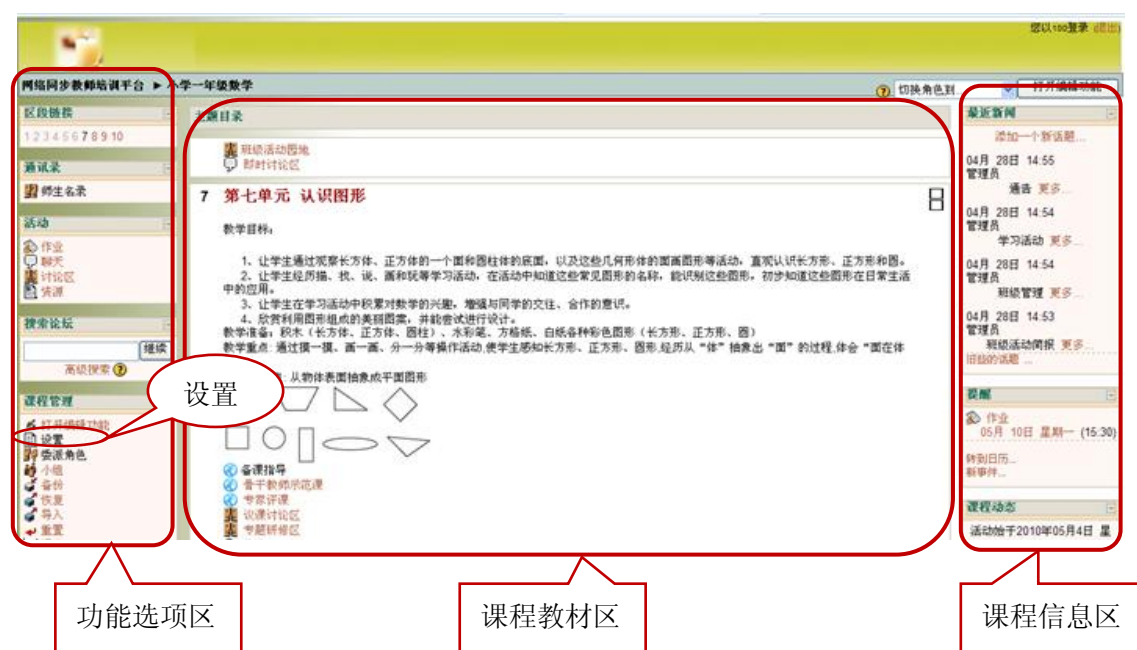 您以100登录 (退出)
网络同步教师培训平台 ► 小学一年级数学
切换角色到...
打开编辑功能
区段链接
1 2 3 4 5 6 7 8 9 10
通讯录
师生名录
活动
作业
聊天
讨论区
资源
搜索论坛
继续
高级搜索
课程管理
打开编辑功能
设置
委派角色
小组
备份
恢复
导入
重置
设置
主题目录
班级活动园地
即时讨论区
7 第七单元 认识图形
教学目标:
1、让学生通过观察长方体、正方体的一个面和圆柱体的底面,以及这些几何形体的面画图形等活动,直观认识长方形、正方形和圆。
2、让学生经历描、找、说、画和玩等学习活动,在活动中知道这些常见图形的名称,能识别这些图形,初步知道这些图形在日常生活
中的应用。
3、让学生在学习活动中积累对数学的兴趣,增强与同学的交往、合作的意识。
4、欣赏利用图形组成的美丽图案,并能尝试进行设计。
教学准备:积木(长方体、正方体、圆柱)、水彩笔、方格纸、白纸各种彩色图形(长方形、正方形、圆)
教学重点:通过摸一摸、画一画、分一分等操作活动,使学生感知长方形、正方形、圆形,经历从“体”抽象出“面”的过程,体会“面在体
: 从物体表面抽象成平面图形
备课指导
骨干教师示范课
专家评课
议课讨论区
专题研修区
最近新闻
添加一个新话题...
04月 28日 14:55
管理员
通告 更多...
04月 28日 14:54
管理员
学习活动 更多...
04月 28日 14:54
管理员
班级管理 更多...
04月 28日 14:53
管理员
班级活动简报 更多...
旧些的话题 ...
提醒
作业
05月 10日 星期一 (15:30)
转到日历...
新事件...
课程动态
活动始于2010年05月4日 星
功能选项区
课程教材区
课程信息区